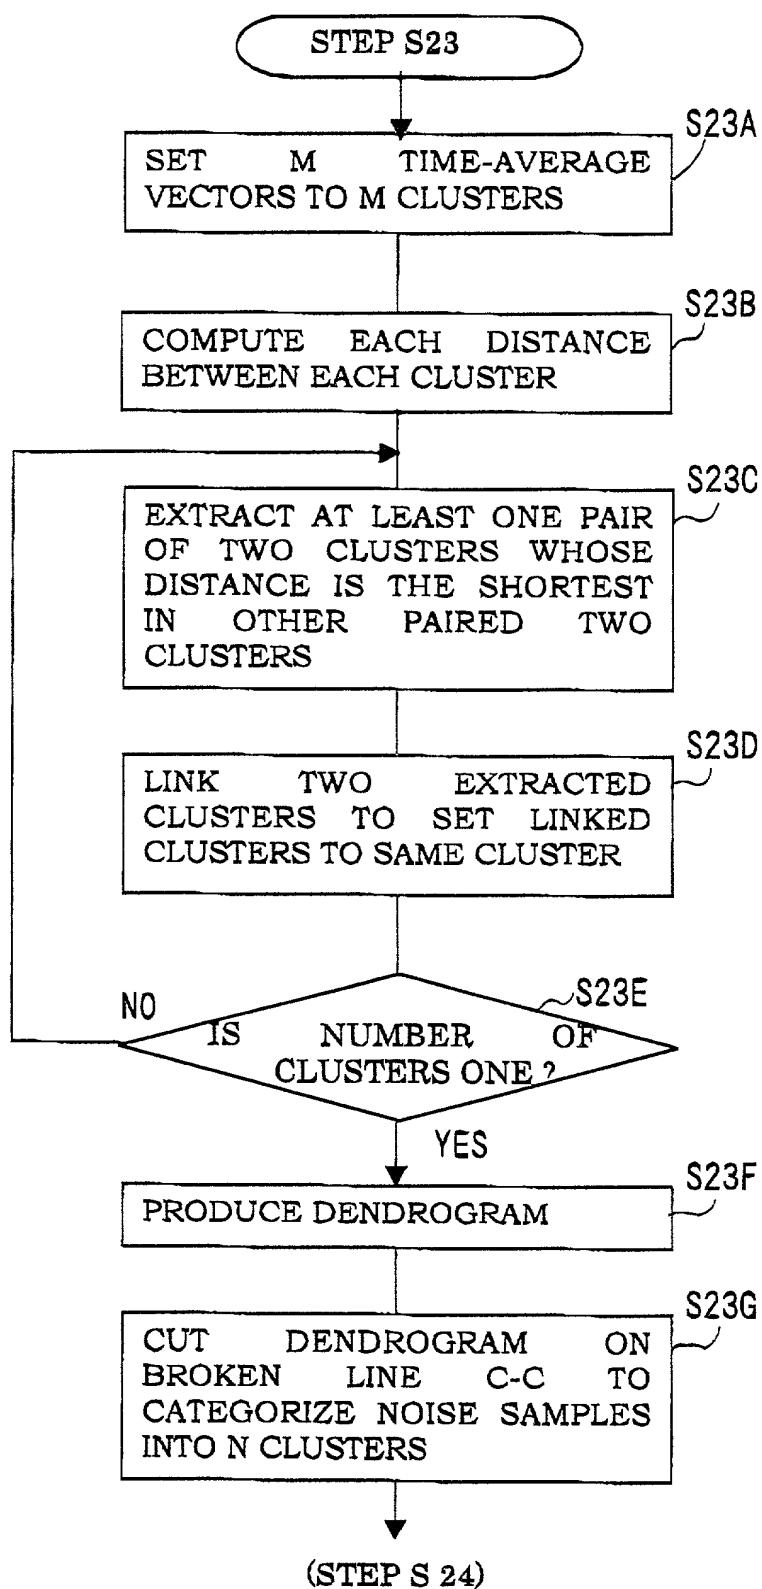 STEP S23
S23A
SET M TIME-AVERAGE
VECTORS TO M CLUSTERS
S23B
COMPUTE EACH DISTANCE
BETWEEN EACH CLUSTER
S23C
EXTRACT AT LEAST ONE PAIR
OF TWO CLUSTERS WHOSE
DISTANCE IS THE SHORTEST
IN OTHER PAIRED TWO
CLUSTERS
S23D
LINK TWO EXTRACTED
CLUSTERS TO SET LINKED
CLUSTERS TO SAME CLUSTER
S23E
NO
IS NUMBER OF
CLUSTERS ONE ?
YES
S23F
PRODUCE DENDROGRAM
S23G
CUT DENDROGRAM ON
BROKEN LINE C-C TO
CATEGORIZE NOISE SAMPLES
INTO N CLUSTERS
(STEP S 24)